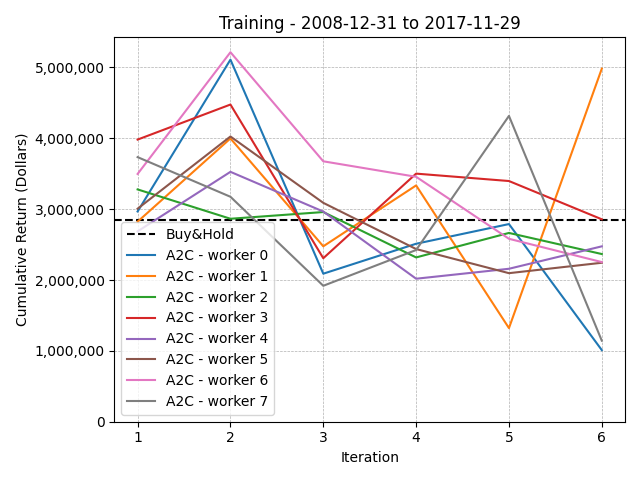 Training - 2008-12-31 to 2017-11-29
Cumulative Return (Dollars)
5,000,000
4,000,000
3,000,000
2,000,000
1,000,000
0
Buy&Hold
A2C - worker 0
A2C - worker 1
A2C - worker 2
A2C - worker 3
A2C - worker 4
A2C - worker 5
A2C - worker 6
A2C - worker 7
1 2 3 4 5 6
Iteration